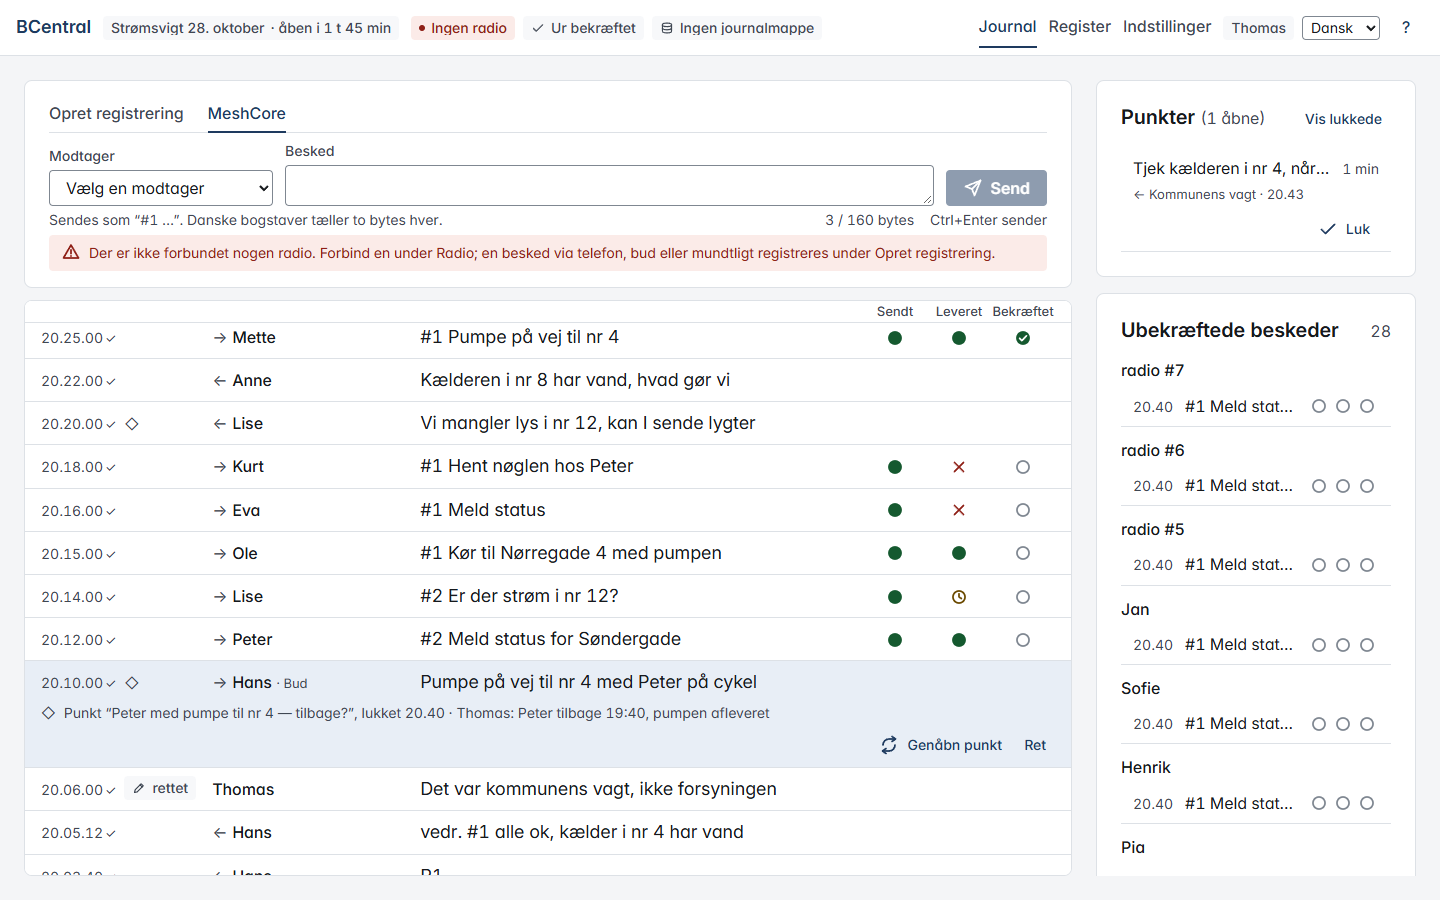 BCentral
Strømsvigt 28. oktober · åben i 1 t 45 min
Ingen radio
Ur bekræftet
Ingen journalmappe
Journal
Register
Indstillinger
Thomas
Dansk
?
Opret registrering
MeshCore
Modtager
Besked
Vælg en modtager
Send
Sendes som “#1 …”. Danske bogstaver tæller to bytes hver.
3 / 160 bytes
Ctrl+Enter sender
Der er ikke forbundet nogen radio. Forbind en under Radio; en besked via telefon, bud eller mundtligt registreres under Opret registrering.
Sendt Leveret Bekræftet
20.25.00 → Mette #1 Pumpe på vej til nr 4
20.22.00 ← Anne Kælderen i nr 8 har vand, hvad gør vi
20.20.00 ← Lise Vi mangler lys i nr 12, kan I sende lygter
20.18.00 → Kurt #1 Hent nøglen hos Peter
20.16.00 → Eva #1 Meld status
20.15.00 → Ole #1 Kør til Nørregade 4 med pumpen
20.14.00 → Lise #2 Er der strøm i nr 12?
20.12.00 → Peter #2 Meld status for Søndergade
20.10.00 → Hans · Bud Pumpe på vej til nr 4 med Peter på cykel
Punkt “Peter med pumpe til nr 4 — tilbage?”, lukket 20.40 · Thomas: Peter tilbage 19:40, pumpen afleveret
Genåbn punkt Ret
20.06.00 rettet Thomas Det var kommunens vagt, ikke forsyningen
20.05.12 ← Hans vedr. #1 alle ok, kælder i nr 4 har vand
Punkter (1 åbne)
Vis lukkede
Tjek kælderen i nr 4, når… 1 min
← Kommunens vagt · 20.43
Luk
Ubekræftede beskeder 28
radio #7
20.40 #1 Meld stat…
radio #6
20.40 #1 Meld stat…
radio #5
20.40 #1 Meld stat…
Jan
20.40 #1 Meld stat…
Sofie
20.40 #1 Meld stat…
Henrik
20.40 #1 Meld stat…
Pia